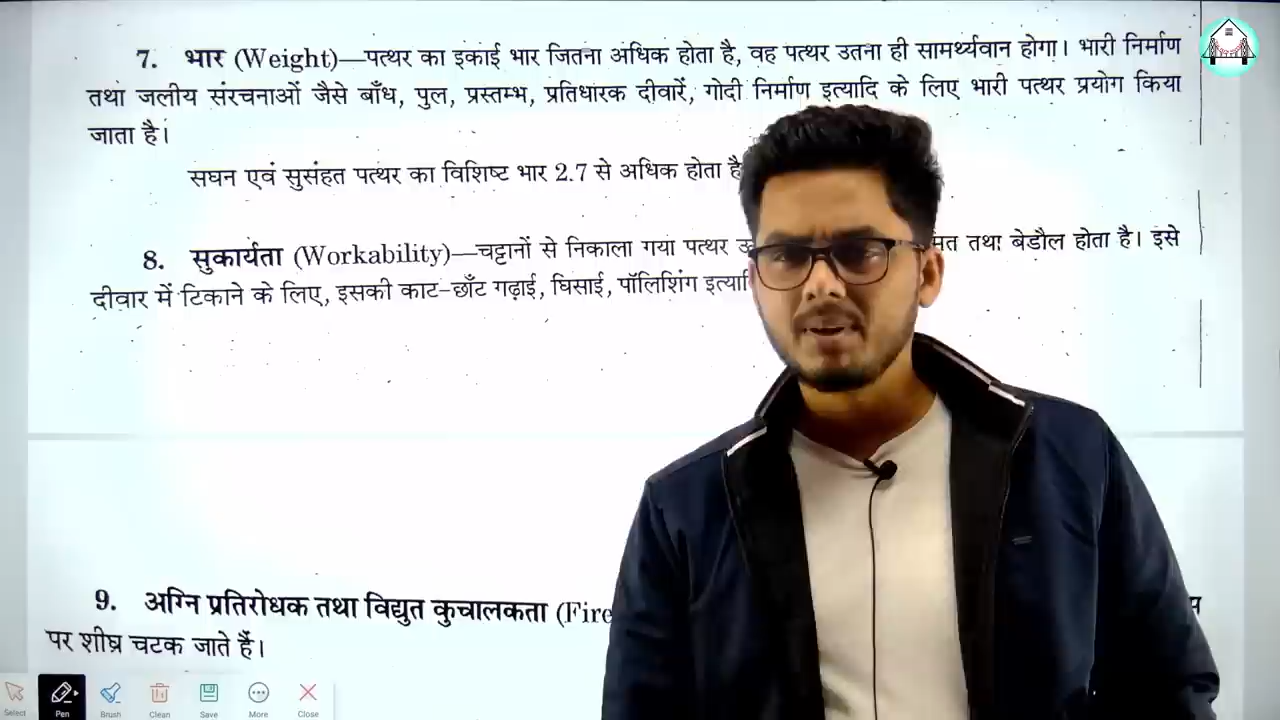 7. भार (Weight)—पत्थर का इकाई भार जितना अधिक होता है, वह पत्थर उतना ही सामर्थ्यवान होगा। भारी निर्माण
तथा जलीय संरचनाओं जैसे बाँध, पुल, प्रस्तम्भ, प्रतिधारक दीवारें, गोदी निर्माण इत्यादि के लिए भारी पत्थर प्रयोग किया
जाता है।
सघन एवं सुसंहत पत्थर का विशिष्ट भार 2.7 से अधिक होता है
8. सुकार्यता (Workability)—चट्टानों से निकाला गया पत्थर तथा बेडौल होता है। इसे
दीवार में टिकाने के लिए, इसकी काट-छाँट गढ़ाई, घिसाई, पॉलिशिंग
9. अग्नि प्रतिरोधक तथा विद्युत कुचालकता (Fire
पर शीघ्र चटक जाते हैं।
Select Pen Brush Clean Save More Close